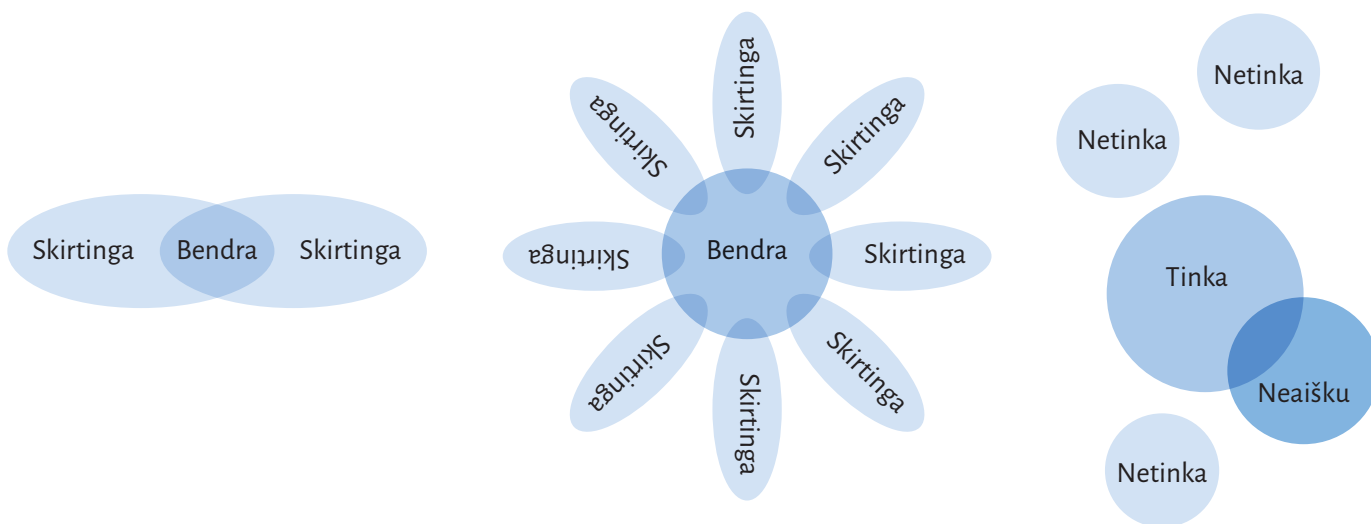 Skirtinga
Bendra
Skirtinga
Skirtinga
Skirtinga
Skirtinga
Skirtinga
Bendra
Skirtinga
Skirtinga
Skirtinga
Skirtinga
Netinka
Netinka
Tinka
Neaišku
Netinka